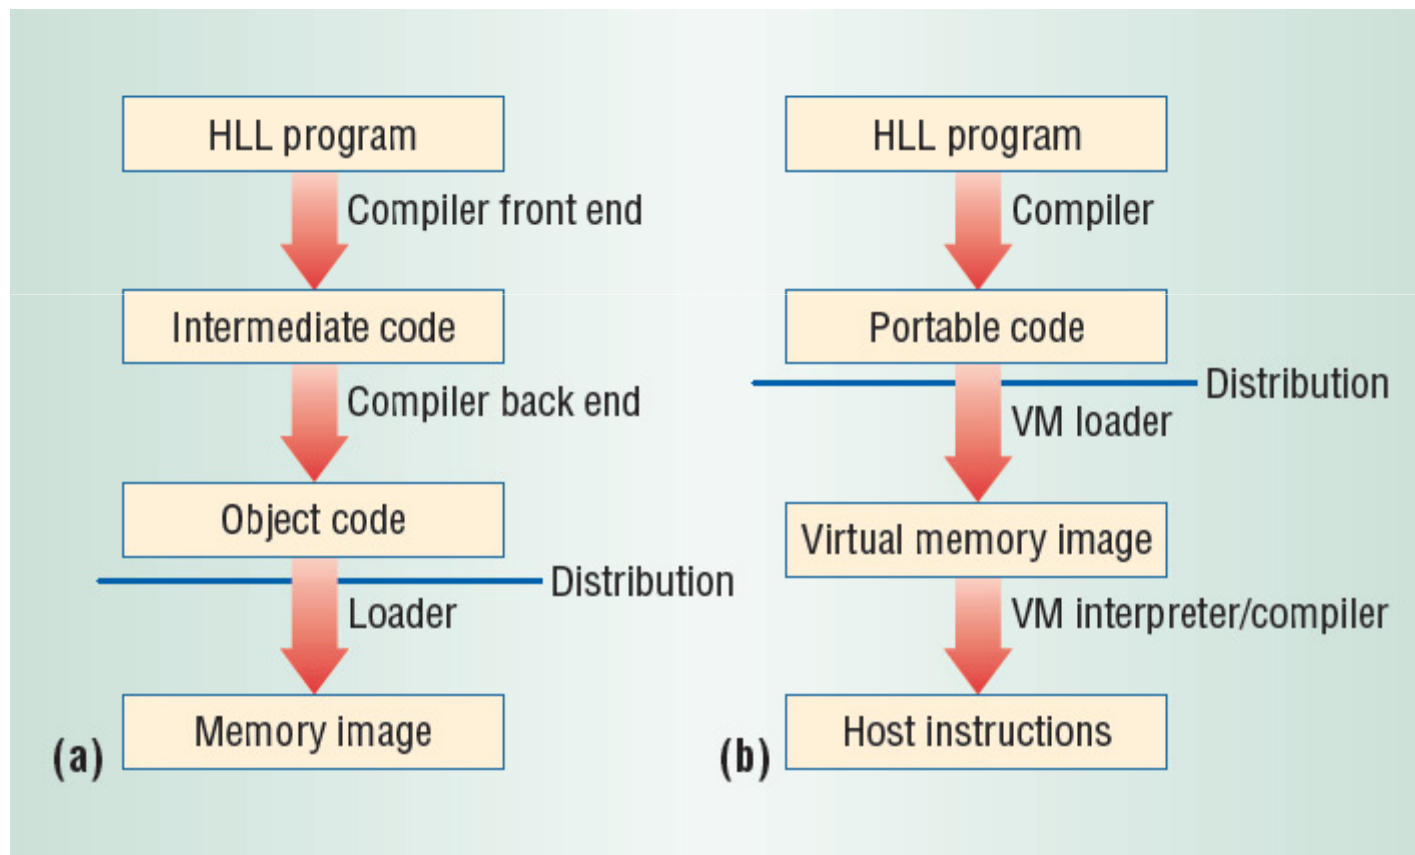 HLL program
Compiler front end
Intermediate code
Compiler back end
Object code
Distribution
Loader
Memory image
(a)
HLL program
Compiler
Portable code
Distribution
VM loader
Virtual memory image
VM interpreter/compiler
Host instructions
(b)